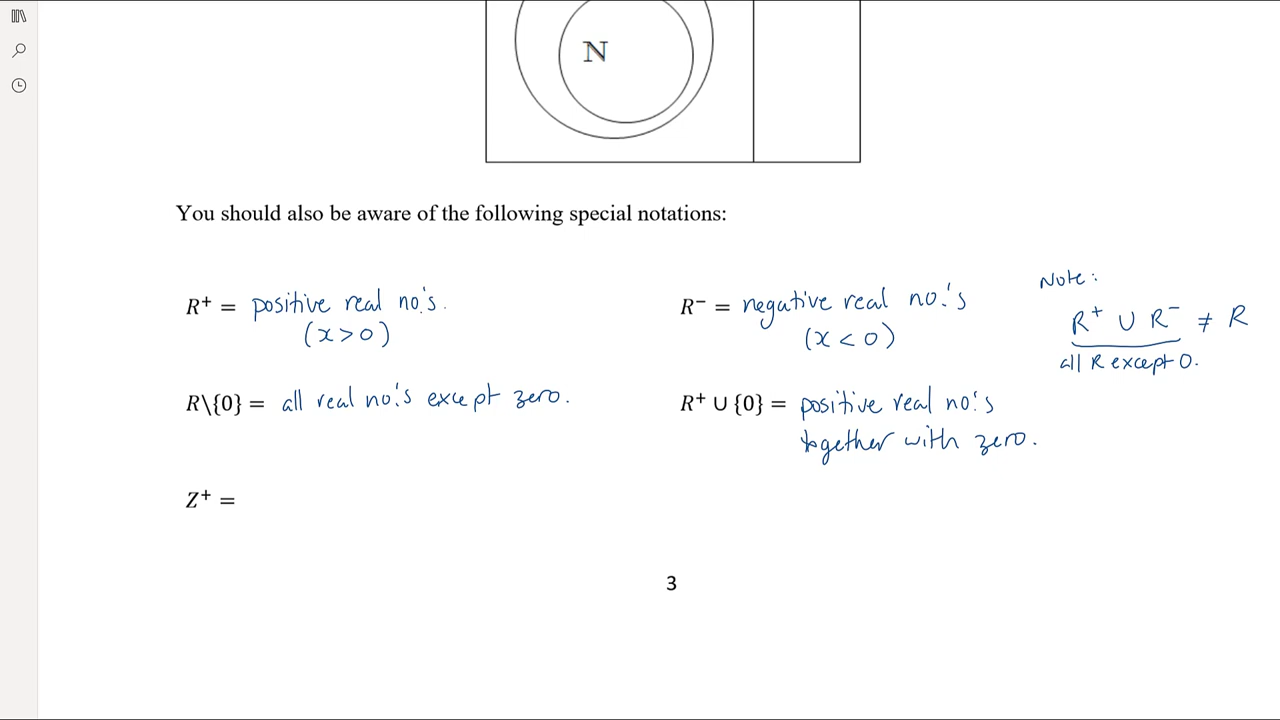 N
You should also be aware of the following special notations:
R⁺ = positive real no.'s.
(x > 0)
R⁻ = negative real no.'s
(x < 0)
Note:
R⁺ ∪ R⁻ ≠ R
all R except 0.
R\{0} = all real no.'s except zero.
R⁺ ∪ {0} = positive real no.'s
together with zero.
Z⁺ =
3